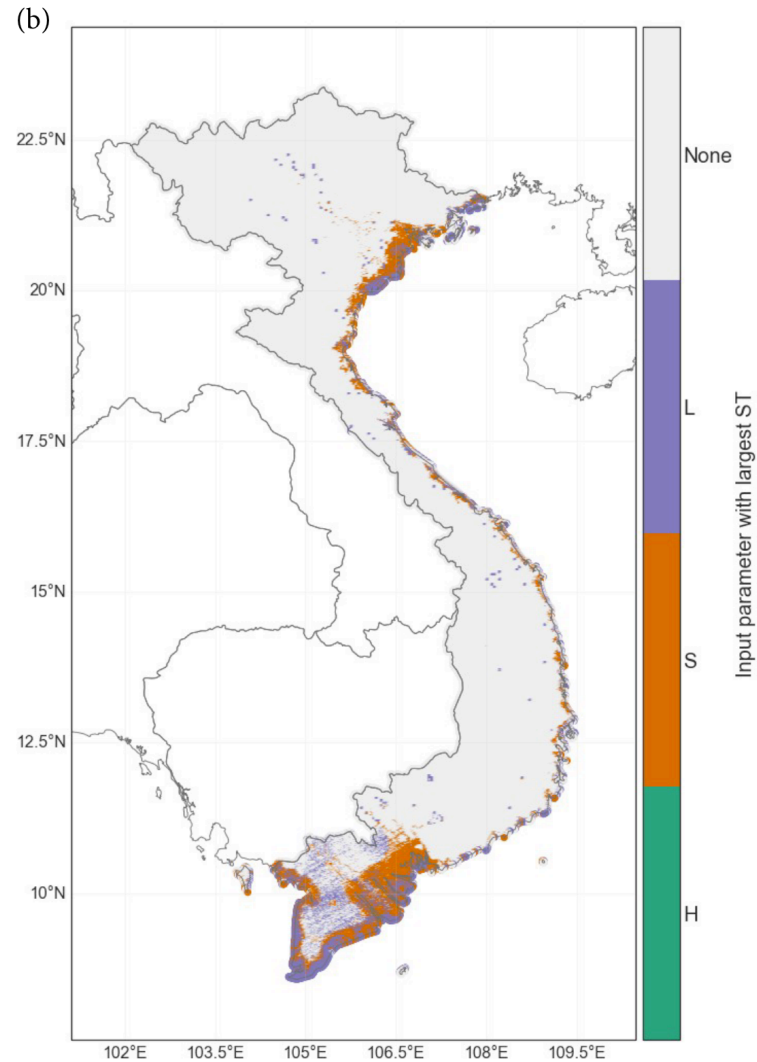 (b)
22.5°N
20°N
17.5°N
15°N
12.5°N
10°N
102°E 103.5°E 105°E 106.5°E 108°E 109.5°E
None
L
S
H
Input parameter with largest ST